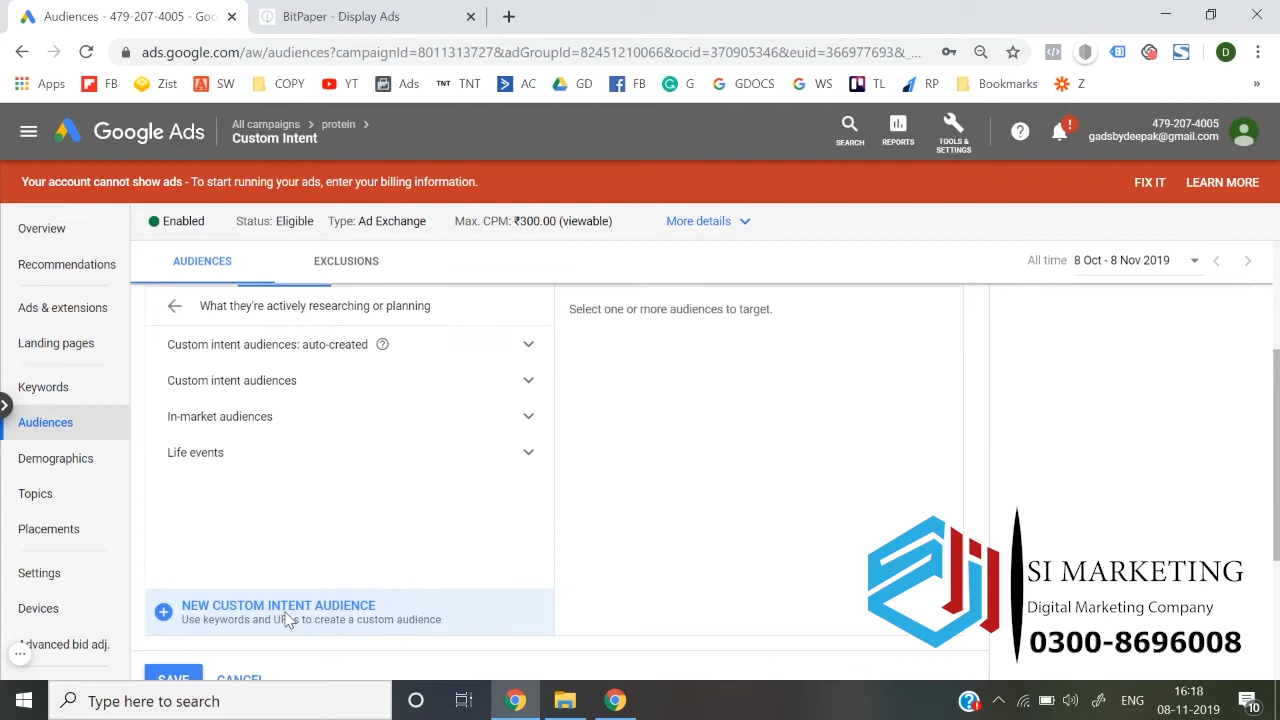 Audiences - 479-207-4005 - Goo
BitPaper - Display Ads
ads.google.com/aw/audiences?campaignId=8011313727&adGroupId=82451210066&ocid=370905346&euid=366977693&_...
Apps
FB
Zist
SW
COPY
YT
Ads
TNT TNT
AC
GD
FB
G
GDOCS
WS
TL
RP
Bookmarks
Z
»
Google Ads
All campaigns > protein >
Custom Intent
SEARCH
REPORTS
TOOLS &
SETTINGS
479-207-4005
gadsbydeepak@gmail.com
Your account cannot show ads - To start running your ads, enter your billing information.
FIX IT
LEARN MORE
Enabled
Status: Eligible
Type: Ad Exchange
Max. CPM: ₹300.00 (viewable)
More details
Overview
Recommendations
Ads & extensions
Landing pages
Keywords
Audiences
Demographics
Topics
Placements
Settings
Devices
Advanced bid adj.
AUDIENCES
EXCLUSIONS
All time
8 Oct - 8 Nov 2019
What they're actively researching or planning
Select one or more audiences to target.
Custom intent audiences: auto-created
Custom intent audiences
In-market audiences
Life events
NEW CUSTOM INTENT AUDIENCE
Use keywords and URLs to create a custom audience
SAVE
CANCEL
SI MARKETING
Digital Marketing Company
0300-8696008
Type here to search
ENG
16:18
08-11-2019
10